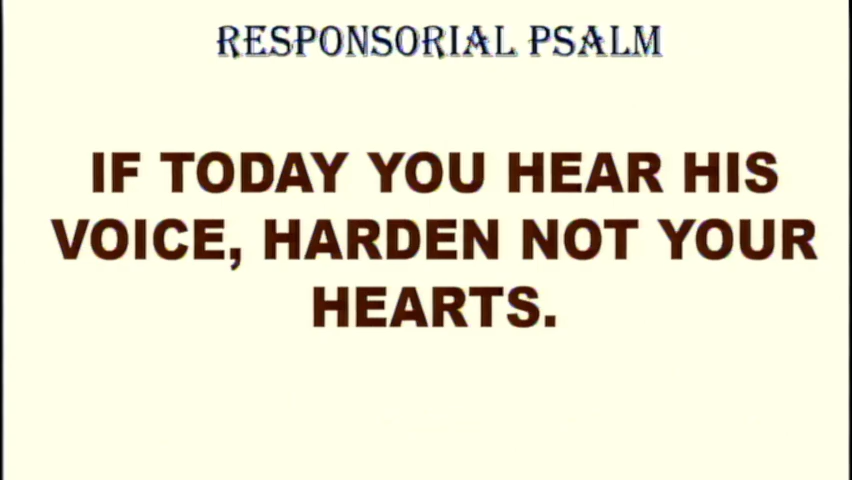 RESPONSORIAL PSALM
IF TODAY YOU HEAR HIS
VOICE, HARDEN NOT YOUR
HEARTS.